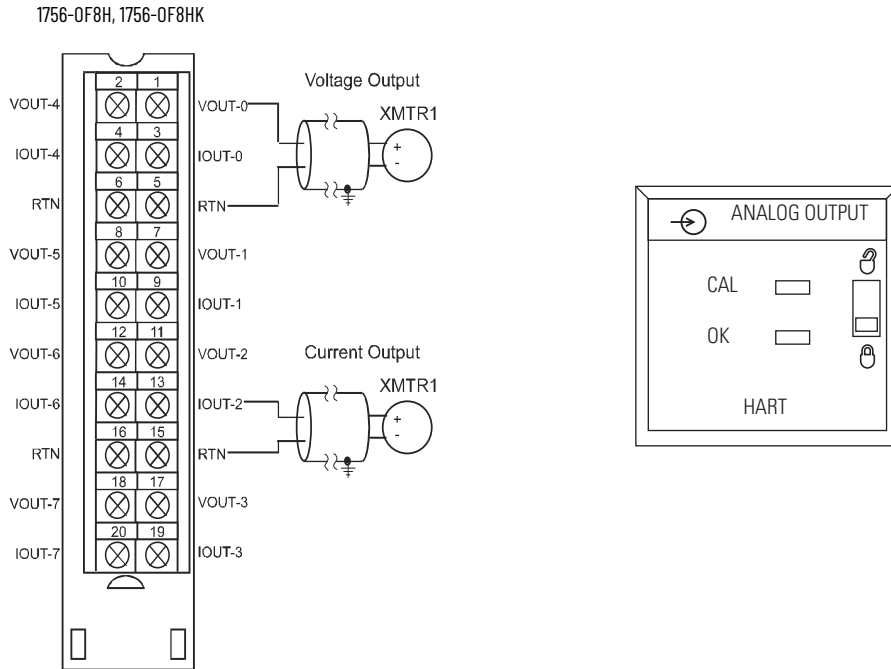 1756-OF8H, 1756-OF8HK
Voltage Output
XMTR1
+
-
2 1
VOUT-4 VOUT-0
4 3
IOUT-4 IOUT-0
6 5
RTN RTN
8 7
VOUT-5 VOUT-1
10 9
IOUT-5 IOUT-1
12 11
VOUT-6 VOUT-2
14 13
IOUT-6 IOUT-2
16 15
RTN RTN
18 17
VOUT-7 VOUT-3
20 19
IOUT-7 IOUT-3
Current Output
XMTR1
+
-
ANALOG OUTPUT
CAL
OK
HART